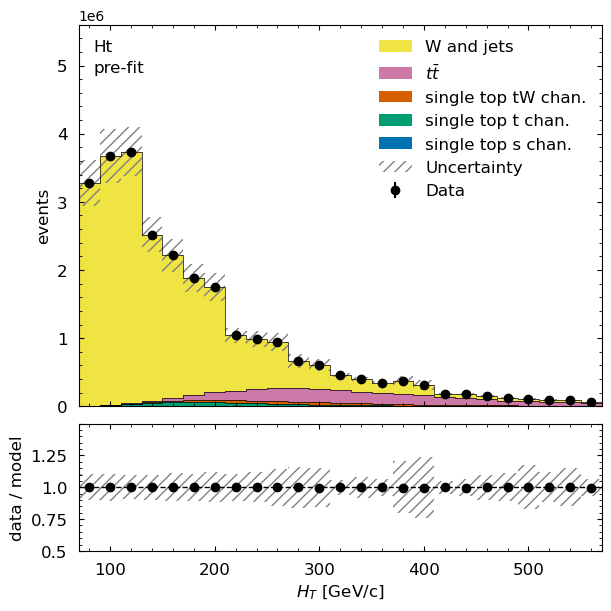 1e6
Ht
pre-fit
W and jets
tt̄
single top tW chan.
single top t chan.
single top s chan.
Uncertainty
Data
events
5
4
3
2
1
0
data / model
1.25
1.0
0.75
0.5
100 200 300 400 500
H_T [GeV/c]